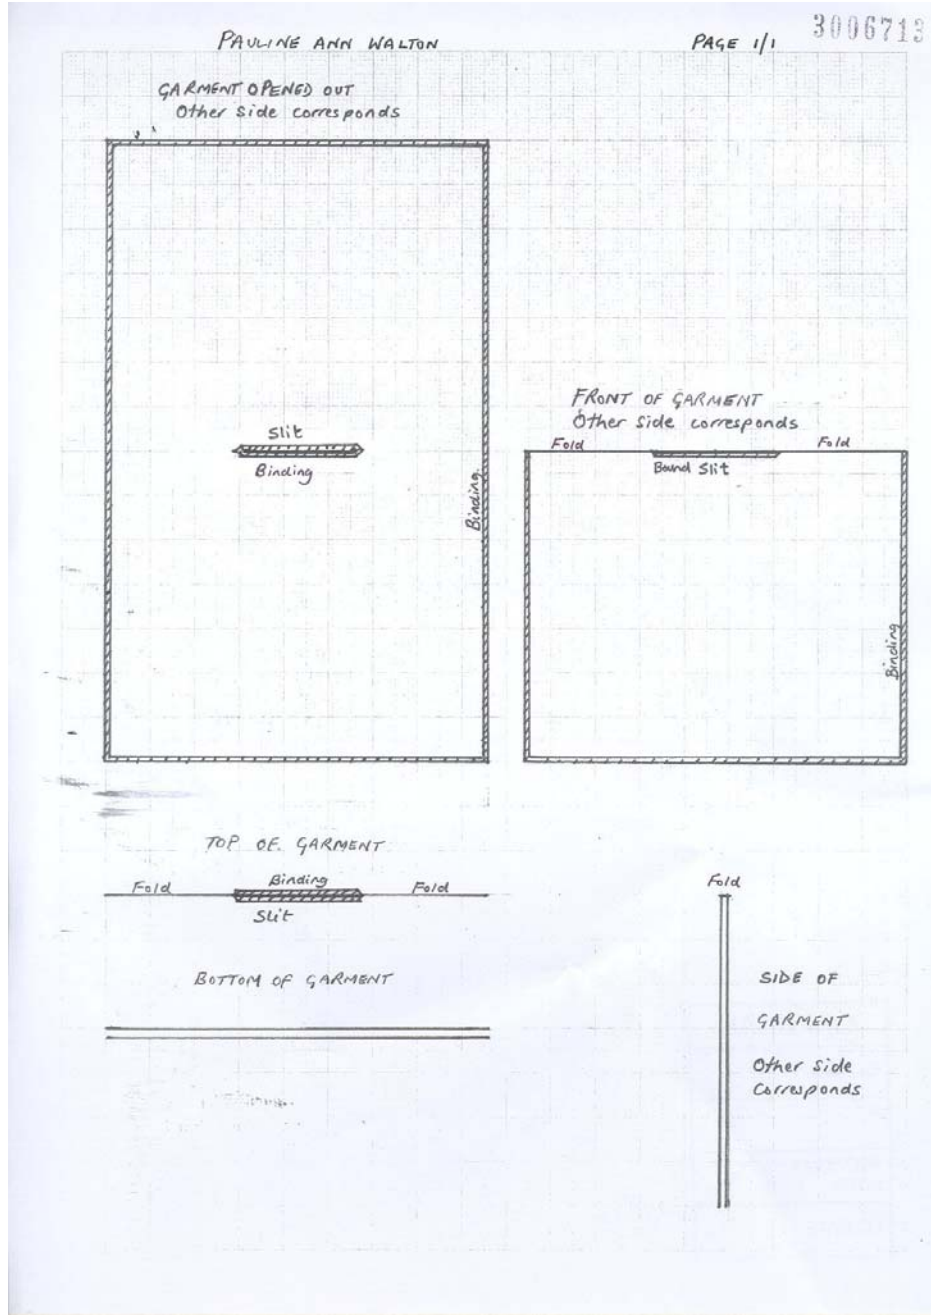 3006713
PAULINE ANN WALTON
PAGE 1/1
GARMENT OPENED OUT
Other side corresponds
Slit
Binding
Binding
FRONT OF GARMENT
Other side corresponds
Fold
Fold
Bound Slit
Binding
TOP OF GARMENT
Fold
Binding
Fold
Slit
BOTTOM OF GARMENT
Fold
SIDE OF
GARMENT
Other side
Corresponds